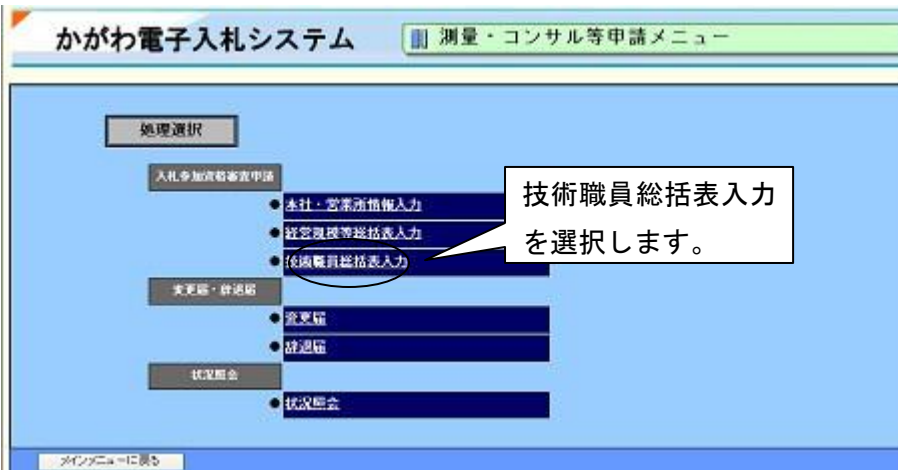 かがわ電子入札システム
測量・コンサル等申請メニュー
処理選択
入札参加資格審査申請
本社・営業所情報入力
経営規模等総括表入力
技術職員総括表入力
技術職員総括表入力
を選択します。
変更届・辞退届
変更届
辞退届
状況照会
状況照会
メインメニューに戻る